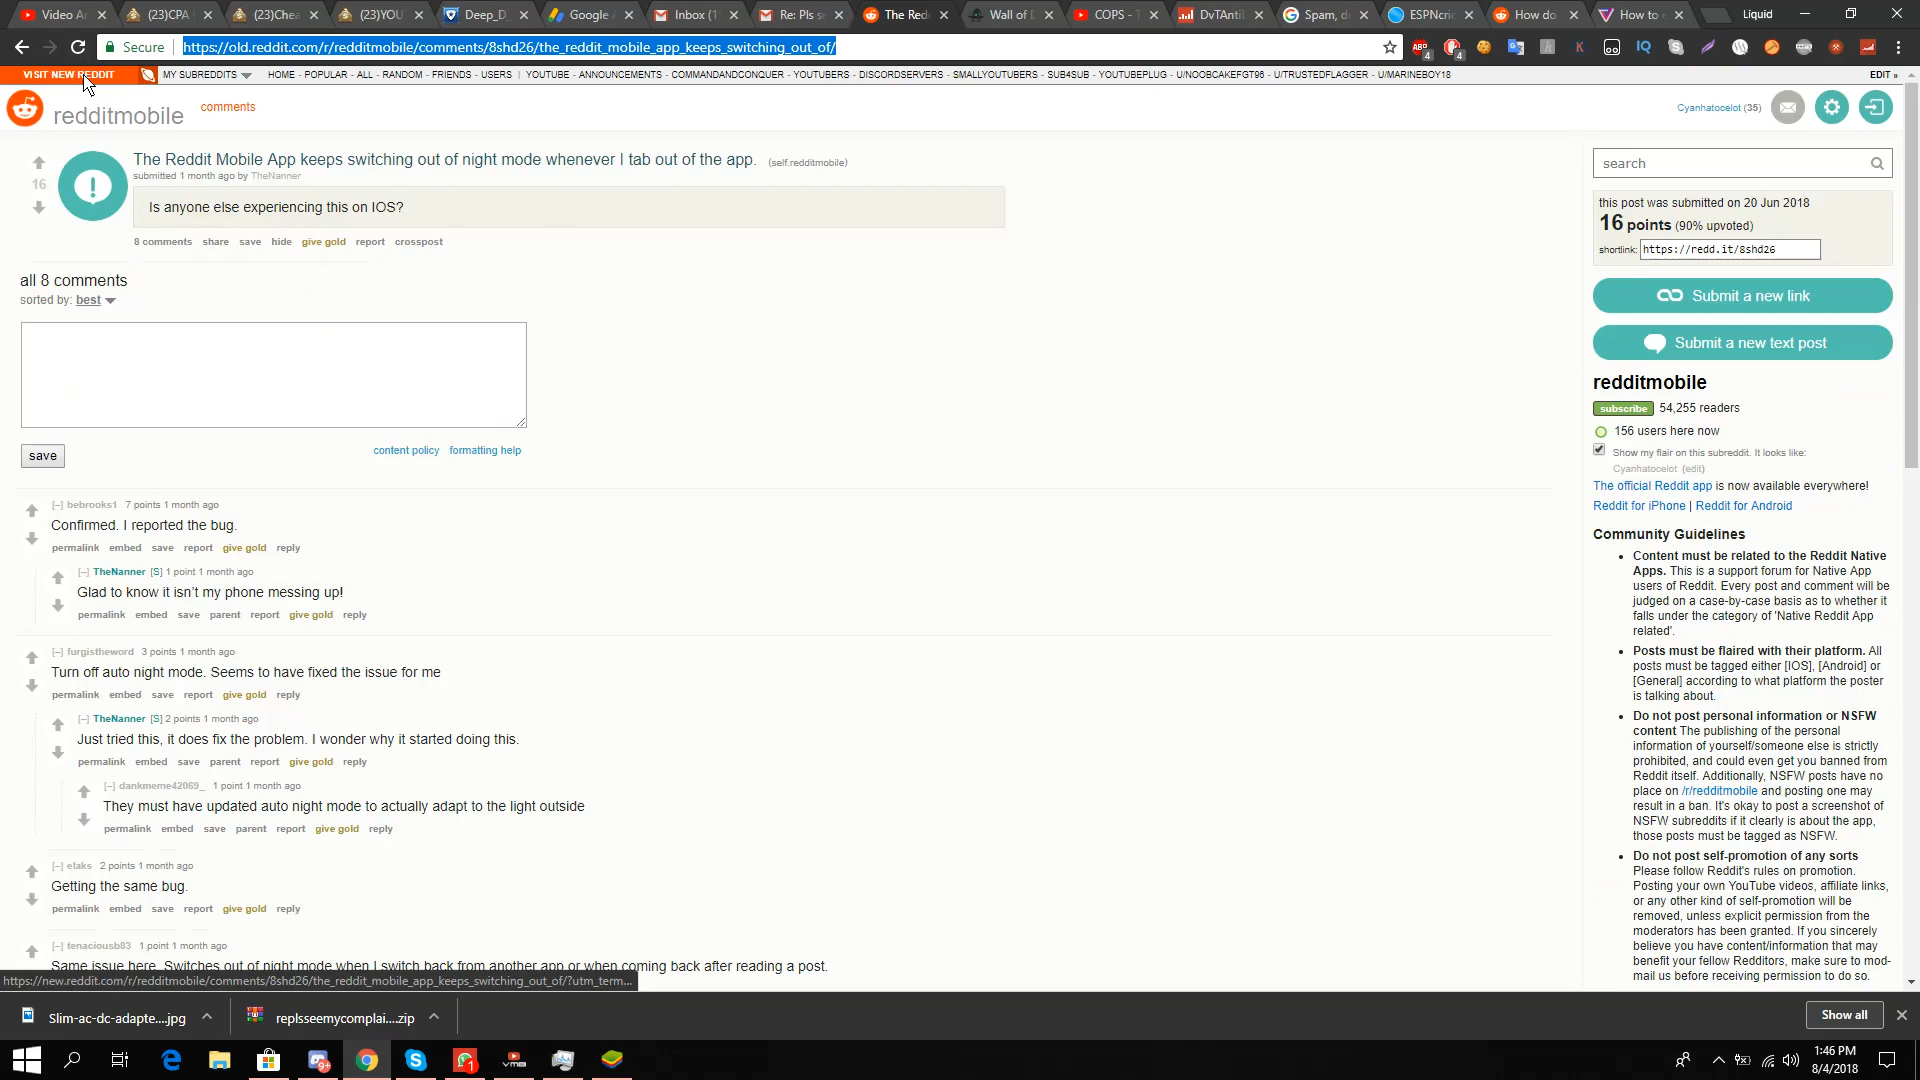 Video Ar
(23)CPA
(23)Chea
(23)YOU
Deep_D
Google
Inbox (1
Re: Pls s
The Red
Wall of D
COPS - T
DvTAntiD
Spam, d
ESPNcric
How do
How to
Liquid
Secure
https://old.reddit.com/r/redditmobile/comments/8shd26/the_reddit_mobile_app_keeps_switching_out_of/
VISIT NEW REDDIT
MY SUBREDDITS
HOME - POPULAR - ALL - RANDOM - FRIENDS - USERS | YOUTUBE - ANNOUNCEMENTS - COMMANDANDCONQUER - YOUTUBERS - DISCORDSERVERS - SMALLYOUTUBERS - SUB4SUB - YOUTUBEPLUG - U/NOOBCAKEFGT96 - U/TRUSTEDFLAGGER - U/MARINEBOY18
EDIT »
redditmobile
comments
Cyanhatocelot (35)
The Reddit Mobile App keeps switching out of night mode whenever I tab out of the app. (self.redditmobile)
submitted 1 month ago by TheNanner
16
Is anyone else experiencing this on IOS?
8 comments share save hide give gold report crosspost
all 8 comments
sorted by: best
save
content policy formatting help
[–] bebrooks1 7 points 1 month ago
Confirmed. I reported the bug.
permalink embed save report give gold reply
[–] TheNanner [S] 1 point 1 month ago
Glad to know it isn't my phone messing up!
permalink embed save parent report give gold reply
[–] furgistheword 3 points 1 month ago
Turn off auto night mode. Seems to have fixed the issue for me
permalink embed save report give gold reply
[–] TheNanner [S] 2 points 1 month ago
Just tried this, it does fix the problem. I wonder why it started doing this.
permalink embed save parent report give gold reply
[–] dankmeme42069_ 1 point 1 month ago
They must have updated auto night mode to actually adapt to the light outside
permalink embed save parent report give gold reply
[–] elaks 2 points 1 month ago
Getting the same bug.
permalink embed save report give gold reply
[–] tenaciousb83 1 point 1 month ago
Same issue here. Switches out of night mode when I switch back from another app or when coming back after reading a post.
https://new.reddit.com/r/redditmobile/comments/8shd26/the_reddit_mobile_app_keeps_switching_out_of/?utm_term...
search
this post was submitted on 20 Jun 2018
16 points (90% upvoted)
shortlink: https://redd.it/8shd26
Submit a new link
Submit a new text post
redditmobile
subscribe 54,255 readers
156 users here now
Show my flair on this subreddit. It looks like:
Cyanhatocelot (edit)
The official Reddit app is now available everywhere!
Reddit for iPhone | Reddit for Android
Community Guidelines
Content must be related to the Reddit Native
Apps. This is a support forum for Native App
users of Reddit. Every post and comment will be
judged on a case-by-case basis as to whether it
falls under the category of 'Native Reddit App
related'.
Posts must be flaired with their platform. All
posts must be tagged either [IOS], [Android] or
[General] according to what platform the poster
is talking about.
Do not post personal information or NSFW
content The publishing of the personal
information of yourself/someone else is strictly
prohibited, and could even get you banned from
Reddit itself. Additionally, NSFW posts have no
place on /r/redditmobile and posting one may
result in a ban. It's okay to post a screenshot of
NSFW subreddits if it clearly is about the app,
those posts must be tagged as NSFW.
Do not post self-promotion of any sorts
Please follow Reddit's rules on promotion.
Posting your own YouTube videos, affiliate links,
or any other kind of self-promotion will be
removed, unless explicit permission from the
moderators has been granted. If you sincerely
believe you have content/information that may
benefit your fellow Redditors, make sure to mod-
mail us before receiving permission to do so.
Slim-ac-dc-adapte....jpg
replsseemycomplai....zip
Show all
1:46 PM
8/4/2018